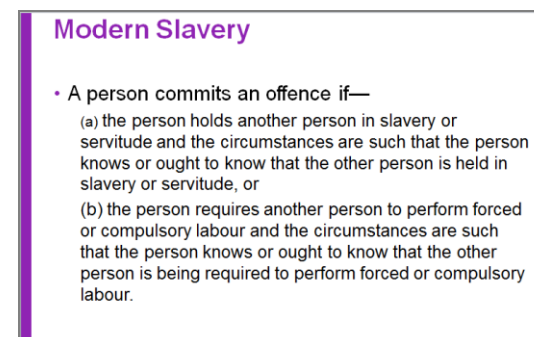 Modern Slavery
• A person commits an offence if—
(a) the person holds another person in slavery or
servitude and the circumstances are such that the person
knows or ought to know that the other person is held in
slavery or servitude, or
(b) the person requires another person to perform forced
or compulsory labour and the circumstances are such
that the person knows or ought to know that the other
person is being required to perform forced or compulsory
labour.